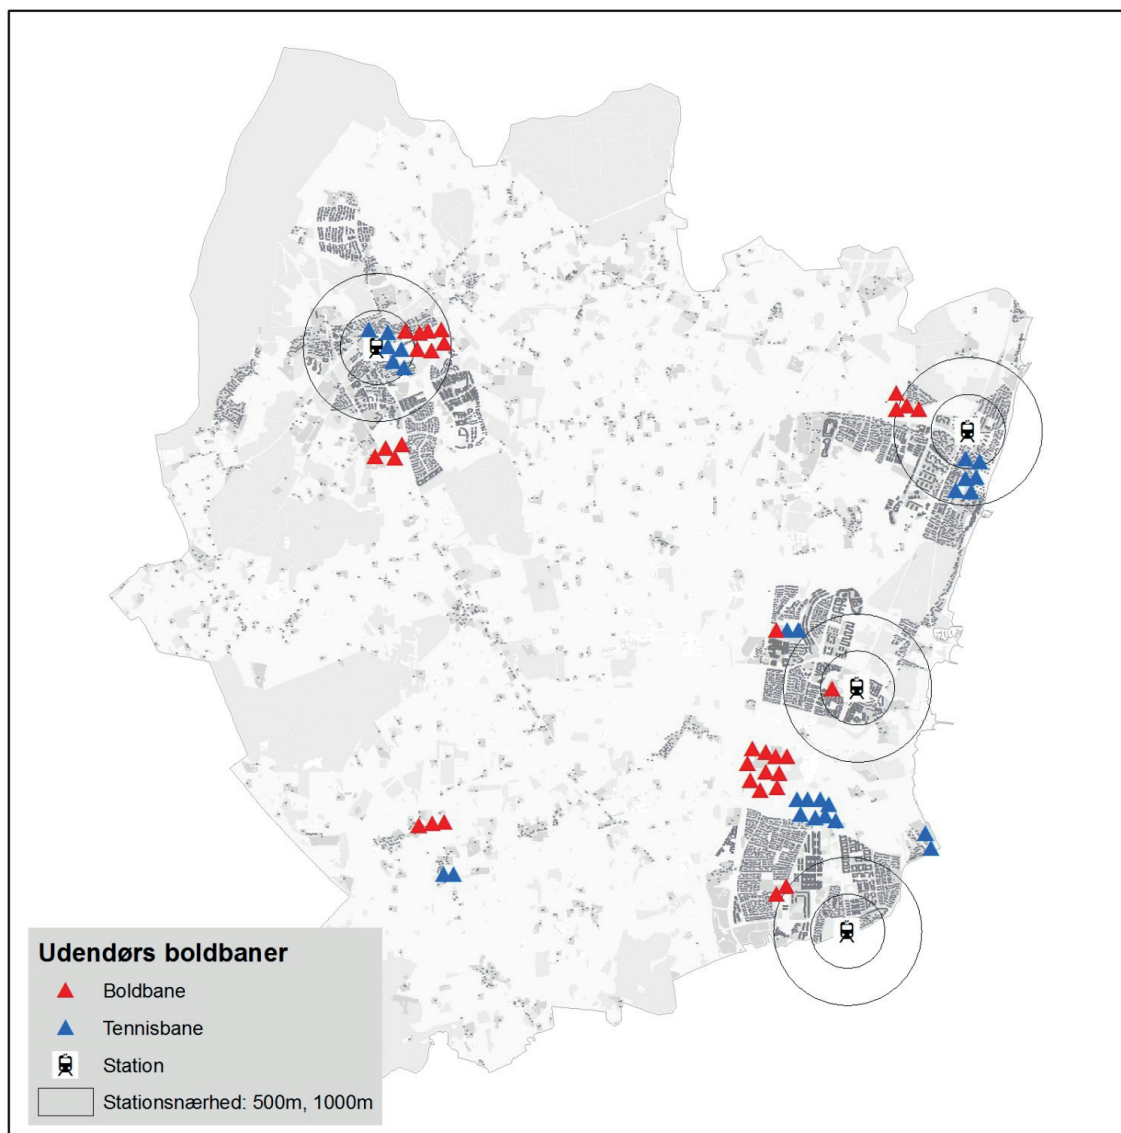 Udendørs boldbaner
Boldbane
Tennisbane
Station
Stationsnærhed: 500m, 1000m